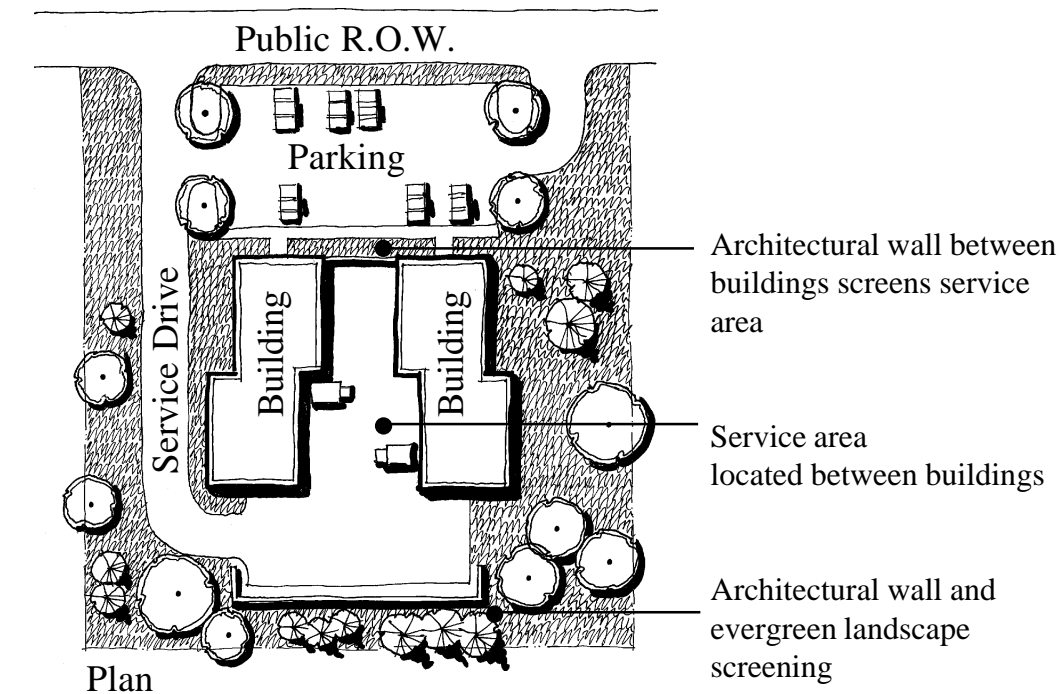 Public R.O.W.
Parking
Architectural wall between
buildings screens service
area
Service Drive
Building
Building
Service area
located between buildings
Architectural wall and
evergreen landscape
screening
Plan